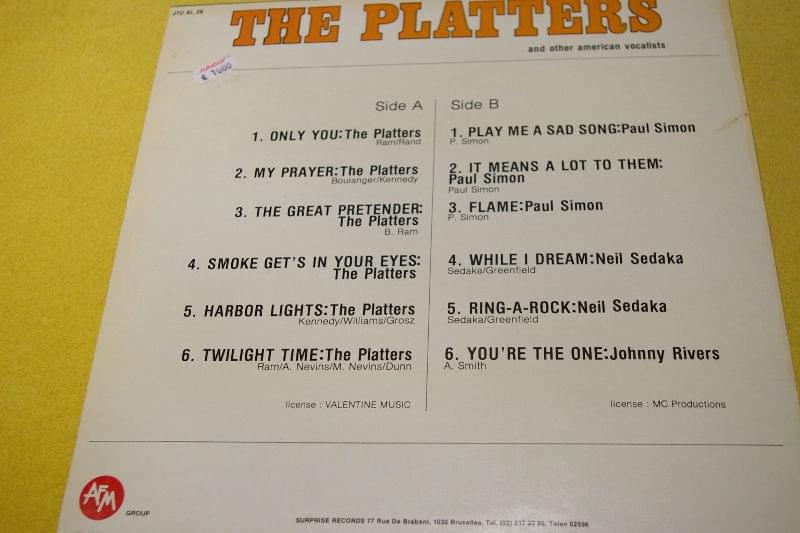 JTU AL 28
THE PLATTERS
and other american vocalists
€ 1000
Side A
1. ONLY YOU:The Platters
Ram/Rand
2. MY PRAYER:The Platters
Boulanger/Kennedy
3. THE GREAT PRETENDER:
The Platters
B. Ram
4. SMOKE GET'S IN YOUR EYES:
The Platters
5. HARBOR LIGHTS:The Platters
Kennedy/Williams/Grosz
6. TWILIGHT TIME:The Platters
Ram/A. Nevins/M. Nevins/Dunn
license : VALENTINE MUSIC
Side B
1. PLAY ME A SAD SONG:Paul Simon
P. Simon
2. IT MEANS A LOT TO THEM:
Paul Simon
Paul Simon
3. FLAME:Paul Simon
P. Simon
4. WHILE I DREAM:Neil Sedaka
Sedaka/Greenfield
5. RING-A-ROCK:Neil Sedaka
Sedaka/Greenfield
6. YOU'RE THE ONE:Johnny Rivers
A. Smith
license : MC Productions
AFM
GROUP
SURPRISE RECORDS 77 Rue De Brabant, 1030 Bruxelles, Tel. (02) 217 86, Telex 62596